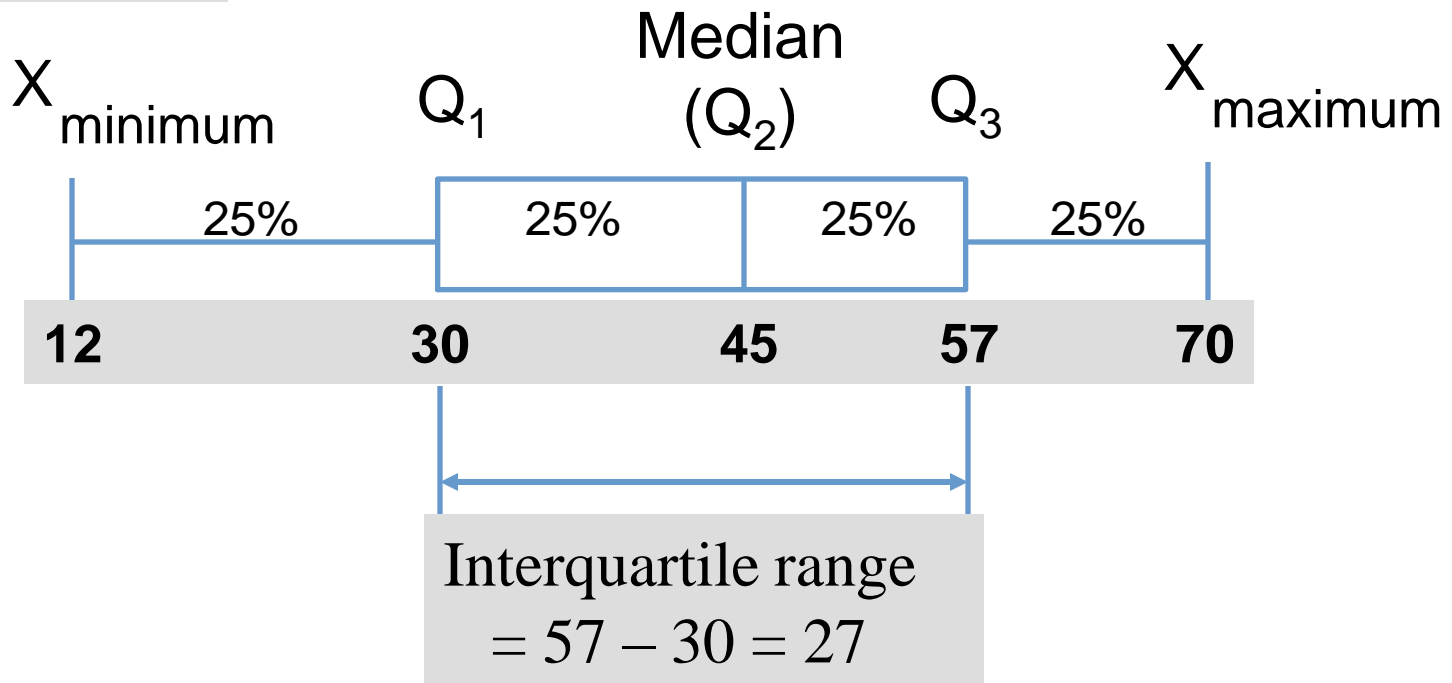 X minimum
Q1
Median
(Q2)
Q3
X maximum
25%
25%
25%
25%
12
30
45
57
70
Interquartile range
= 57 – 30 = 27